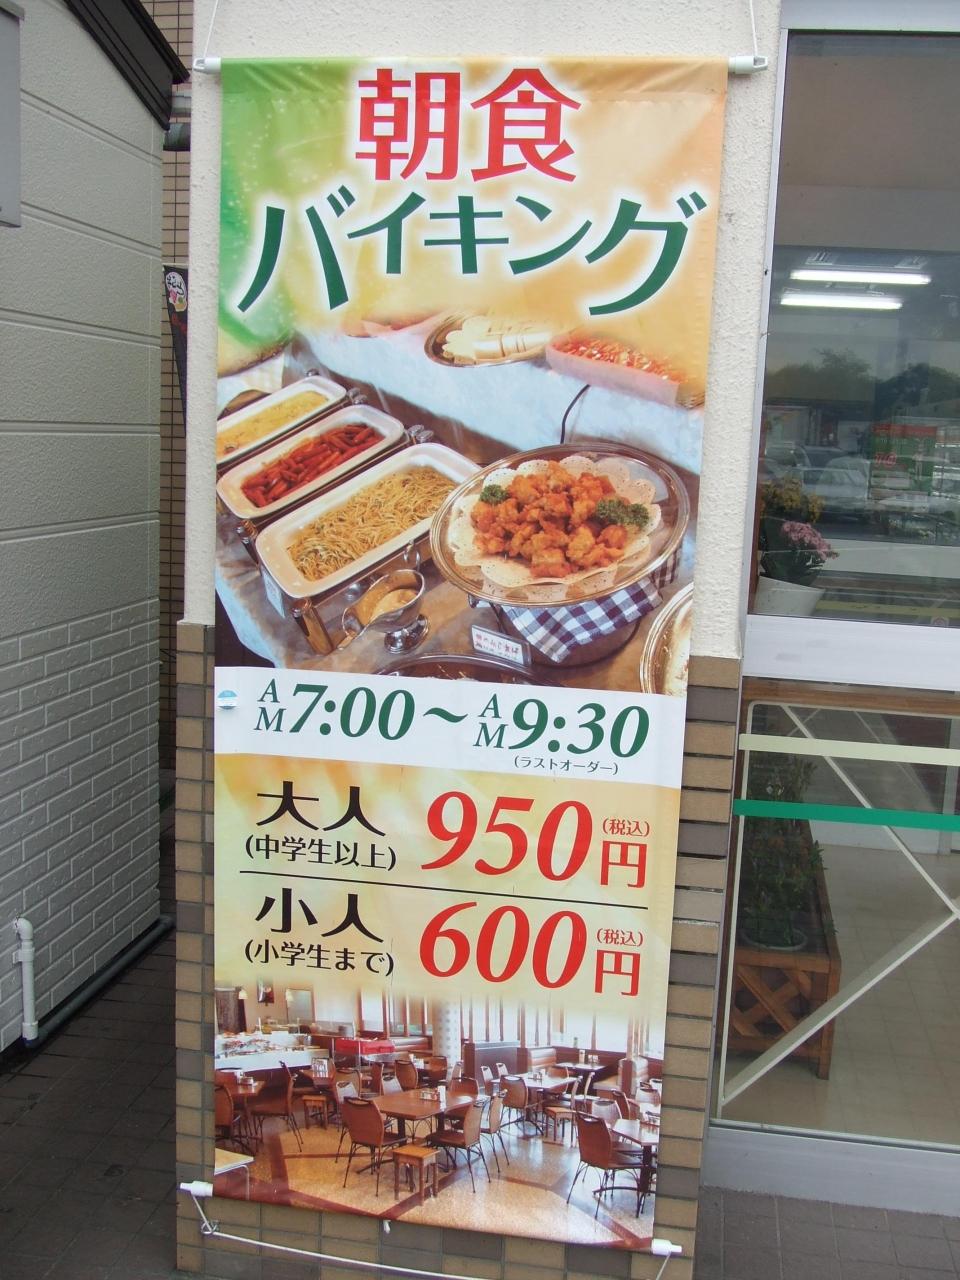 朝食
バイキング
AM7:00～AM9:30
(ラストオーダー)
大人
(中学生以上)
950円
(税込)
小人
(小学生まで)
600円
(税込)